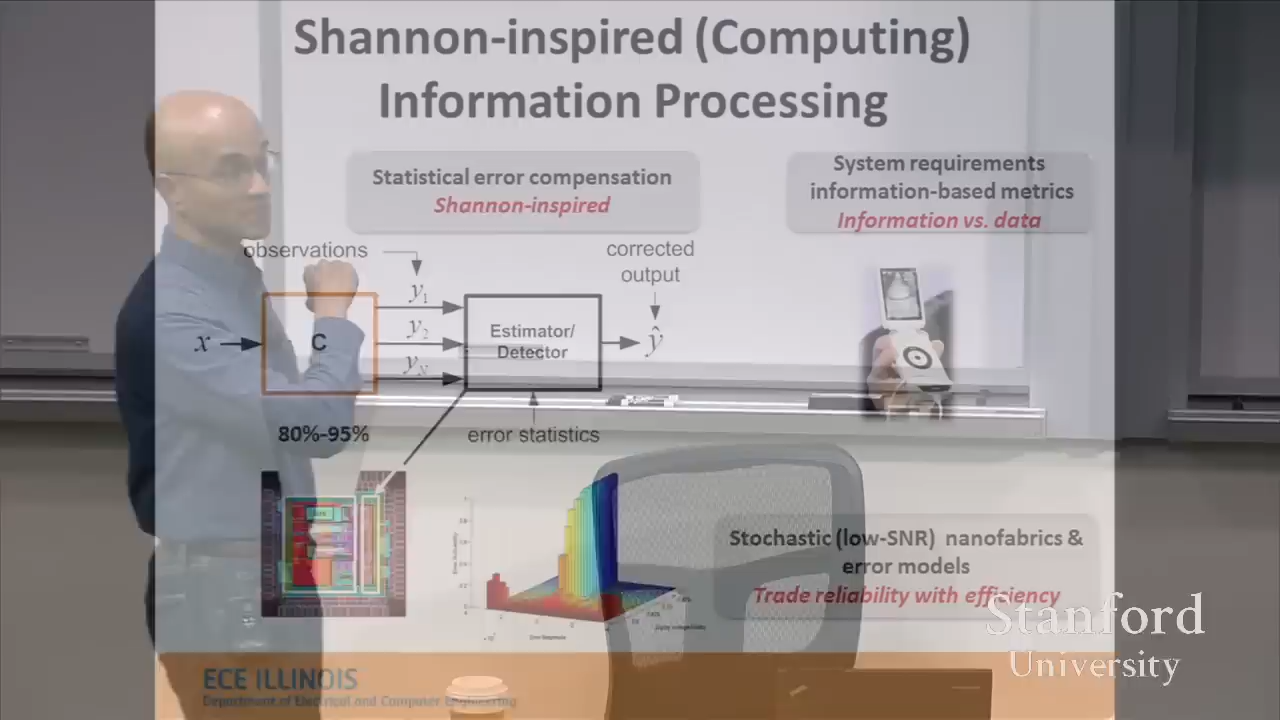 Shannon-inspired (Computing)
Information Processing
Statistical error compensation
Shannon-inspired
System requirements
information-based metrics
Information vs. data
observations
corrected
output
y1
y2
yN
x
C
Estimator/
Detector
ŷ
80%-95%
error statistics
Stochastic (low-SNR) nanofabrics &
error models
Trade reliability with efficiency
Stanford
University
ECE ILLINOIS
Department of Electrical and Computer Engineering